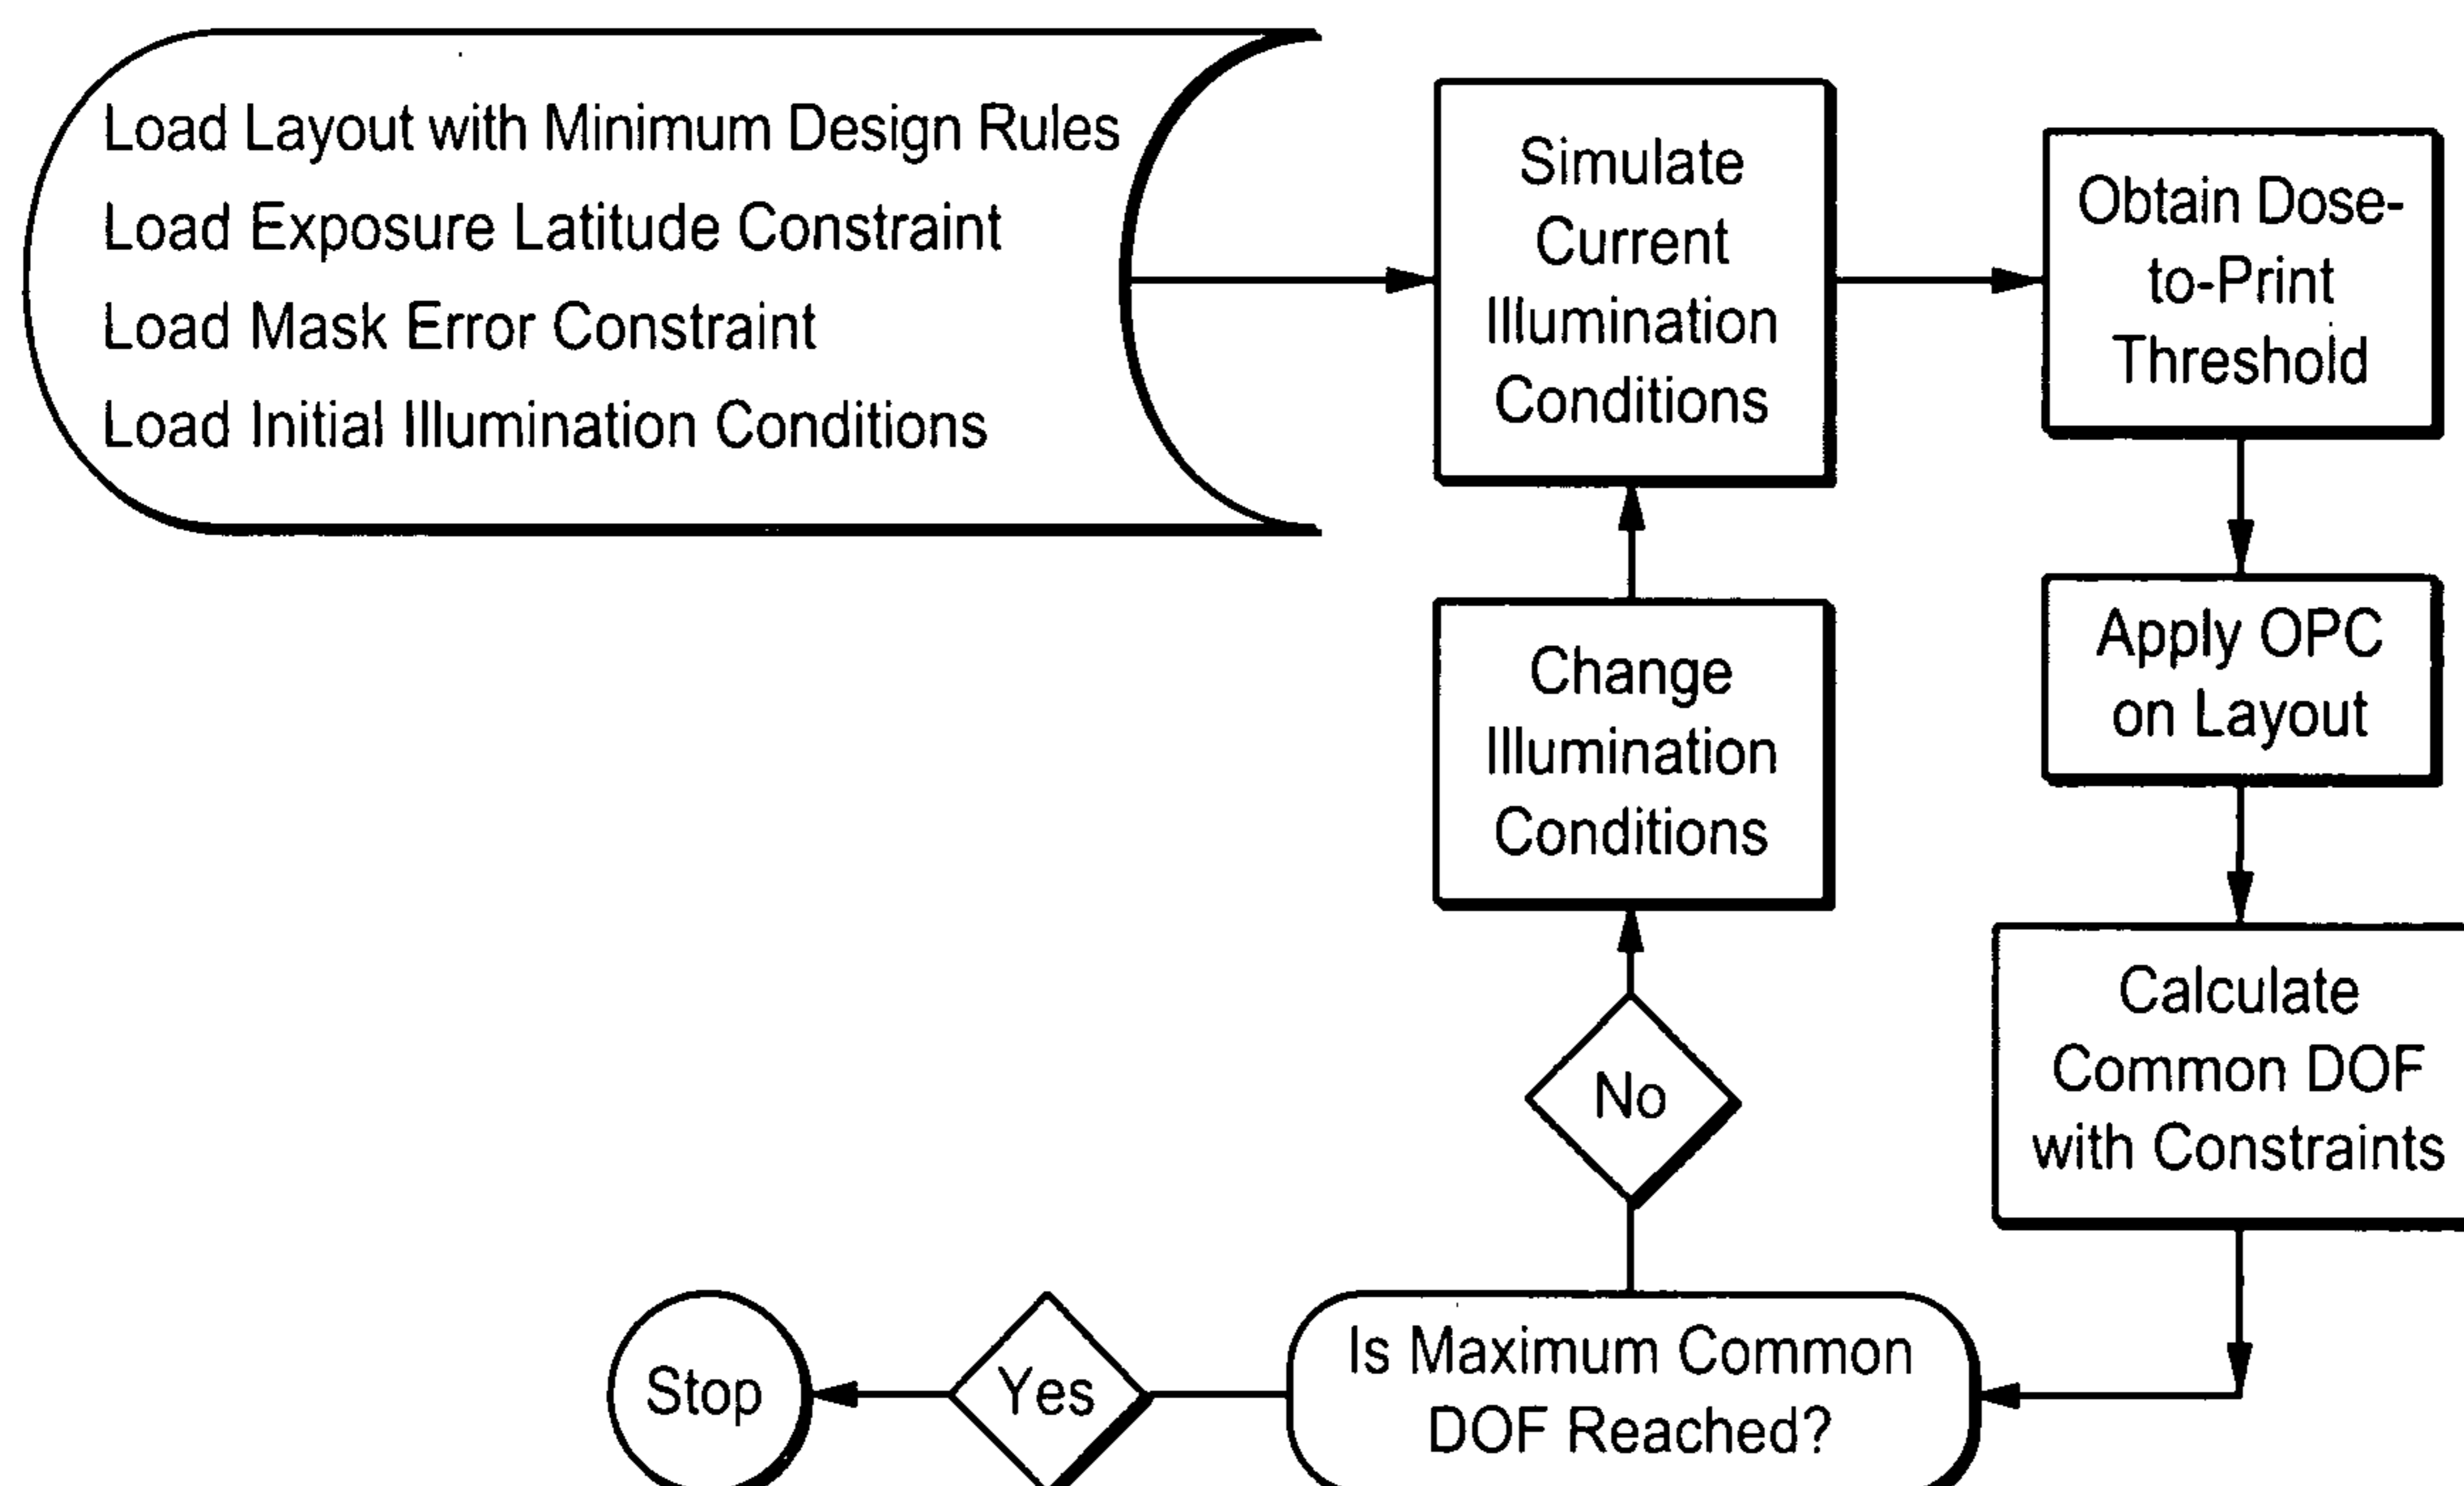 Load Layout with Minimum Design Rules
Load Exposure Latitude Constraint
Load Mask Error Constraint
Load Initial Illumination Conditions
Simulate
Current
Illumination
Conditions
Obtain Dose-
to-Print
Threshold
Apply OPC
on Layout
Calculate
Common DOF
with Constraints
Is Maximum Common
DOF Reached?
No
Change
Illumination
Conditions
Yes
Stop